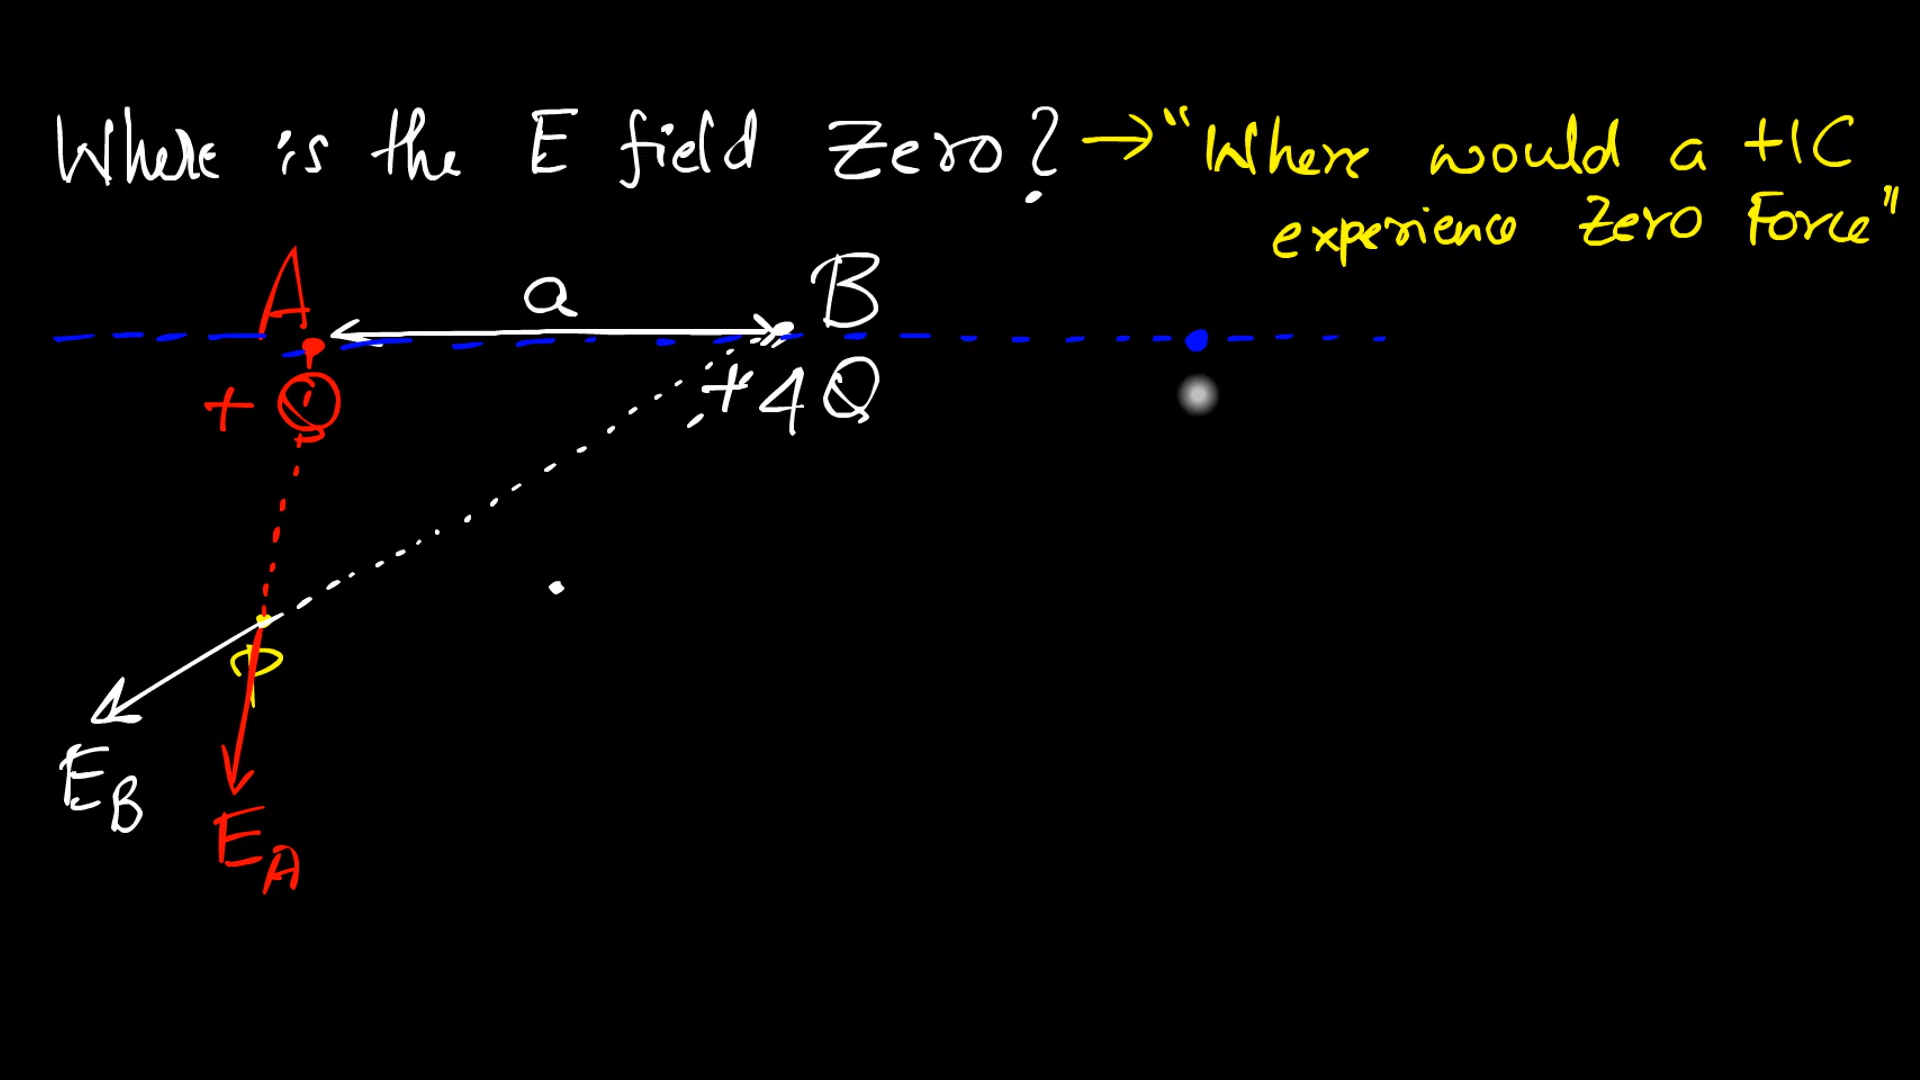 Where is the E field Zero? → "Where would a +1C
experience Zero Force"
A a B
+Q +4Q
P
E_B
E_A